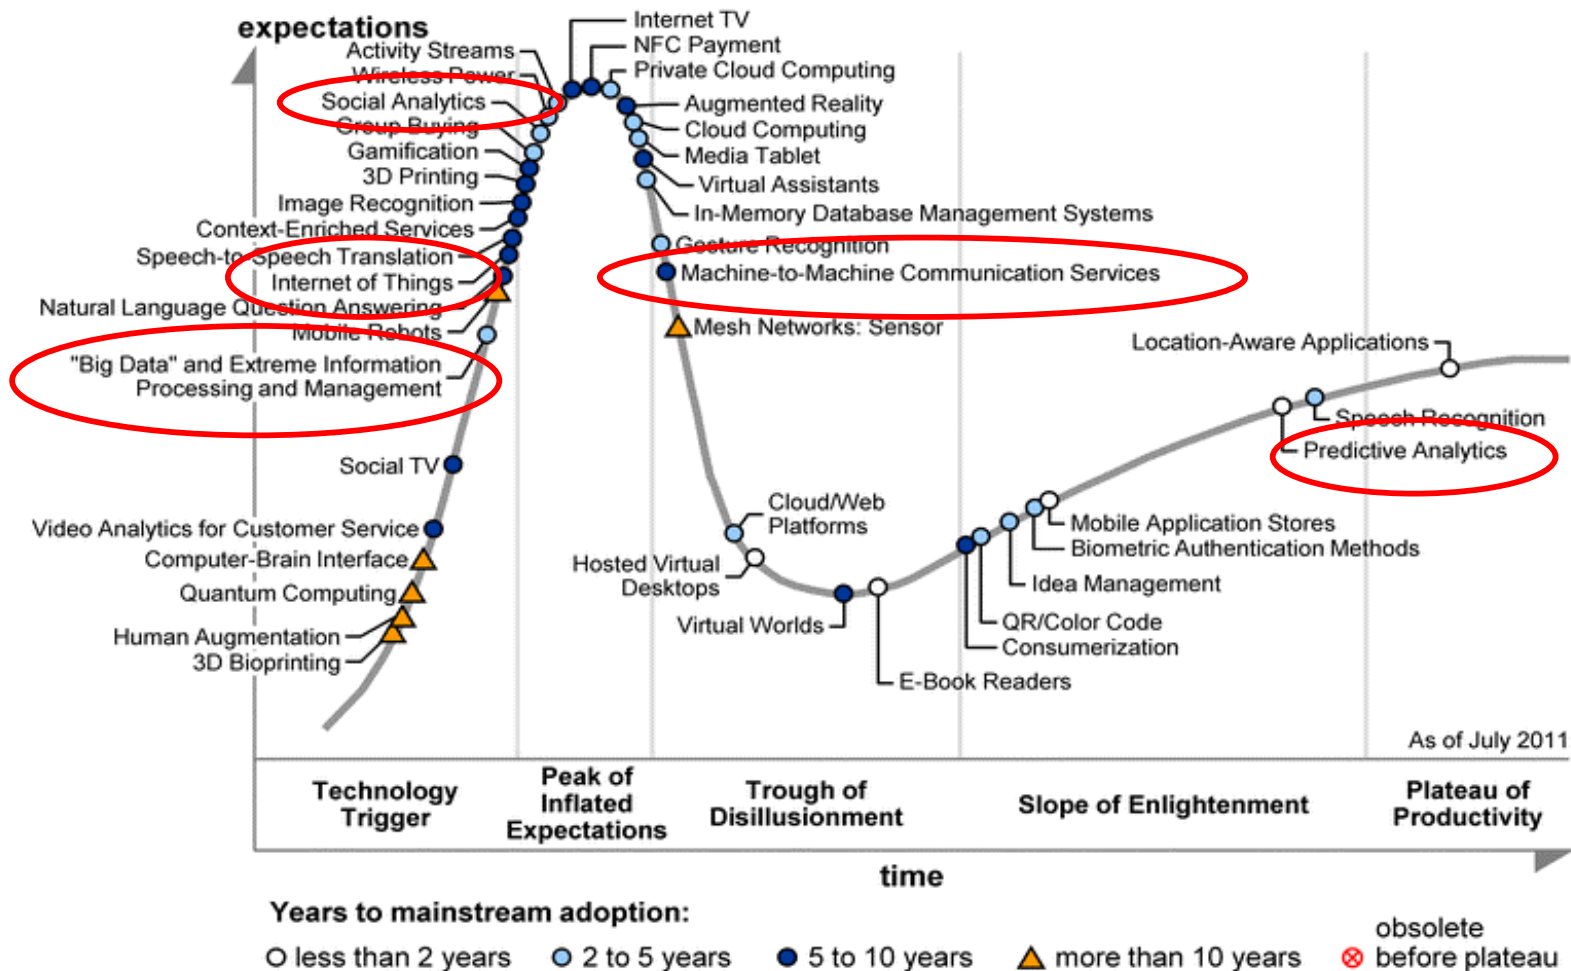 expectations
Activity Streams
Wireless Power
Social Analytics
Group Buying
Gamification
3D Printing
Image Recognition
Context-Enriched Services
Speech-to-Speech Translation
Internet of Things
Natural Language Question Answering
Mobile Robots
"Big Data" and Extreme Information
Processing and Management
Social TV
Video Analytics for Customer Service
Computer-Brain Interface
Quantum Computing
Human Augmentation
3D Bioprinting
Internet TV
NFC Payment
Private Cloud Computing
Augmented Reality
Cloud Computing
Media Tablet
Virtual Assistants
In-Memory Database Management Systems
Gesture Recognition
Machine-to-Machine Communication Services
Mesh Networks: Sensor
Cloud/Web
Platforms
Hosted Virtual
Desktops
Virtual Worlds
E-Book Readers
Consumerization
QR/Color Code
Idea Management
Biometric Authentication Methods
Mobile Application Stores
Predictive Analytics
Speech Recognition
Location-Aware Applications
As of July 2011
Technology
Trigger
Peak of
Inflated
Expectations
Trough of
Disillusionment
Slope of Enlightenment
Plateau of
Productivity
time
Years to mainstream adoption:
less than 2 years
2 to 5 years
5 to 10 years
more than 10 years
obsolete
before plateau